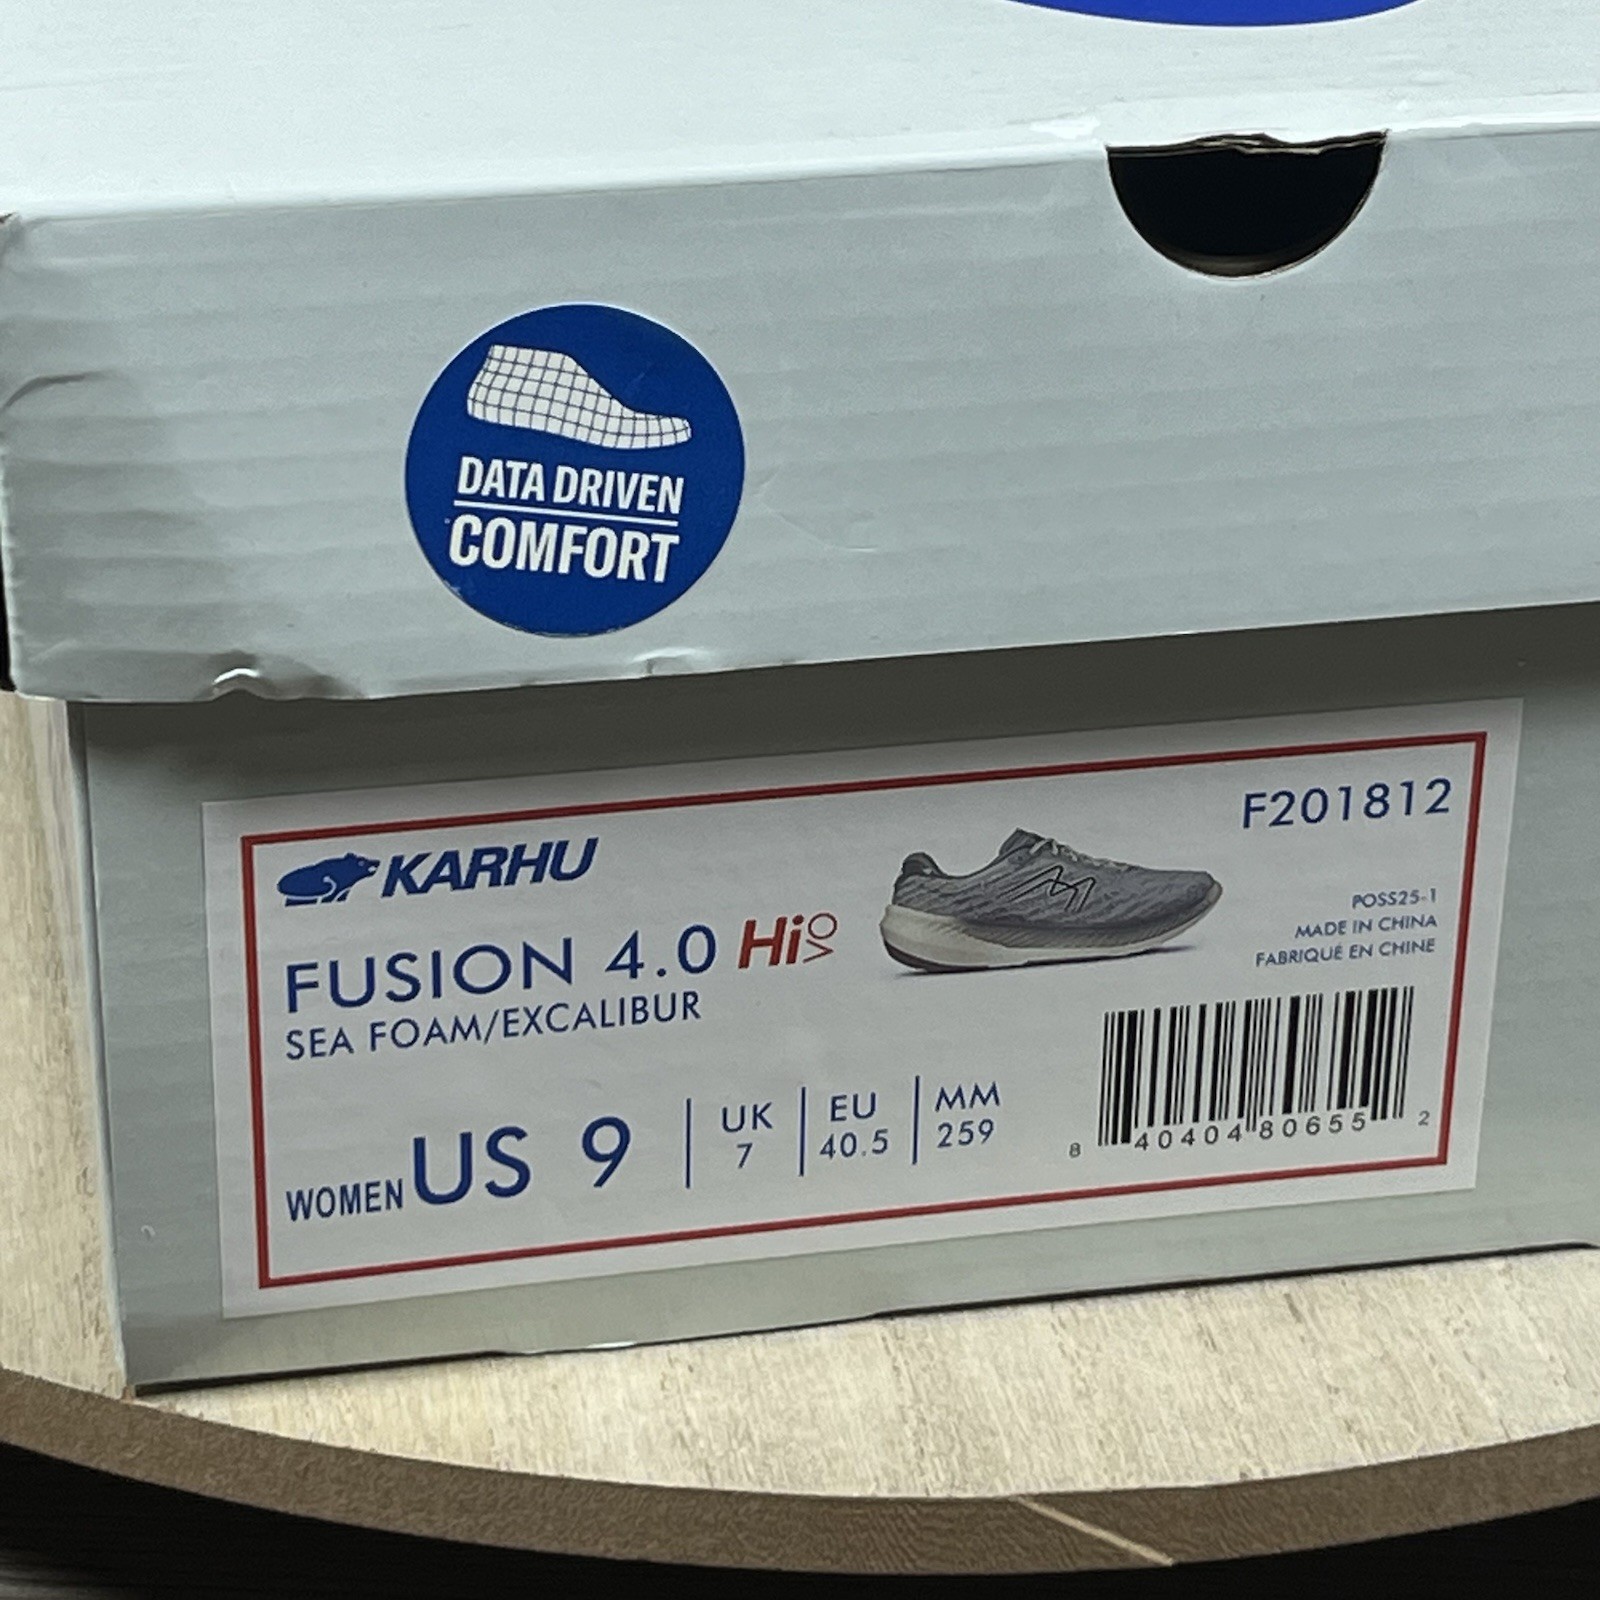 DATA DRIVEN
COMFORT
KARHU
F201812
FUSION 4.0 HiVO
SEA FOAM/EXCALIBUR
POSS25-1
MADE IN CHINA
FABRIQUÉ EN CHINE
WOMEN US 9
UK
7
EU
40.5
MM
259
8 40404 80655 2